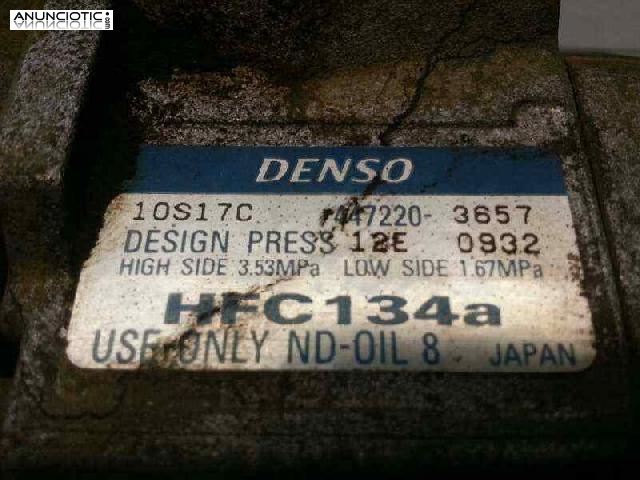 ANUNCIOTIC.com
DENSO
10S17C 447220-3657
DESIGN PRESS 12E 0932
HIGH SIDE 3.53MPa LOW SIDE 1.67MPa
HFC134a
USE ONLY ND-OIL 8 JAPAN